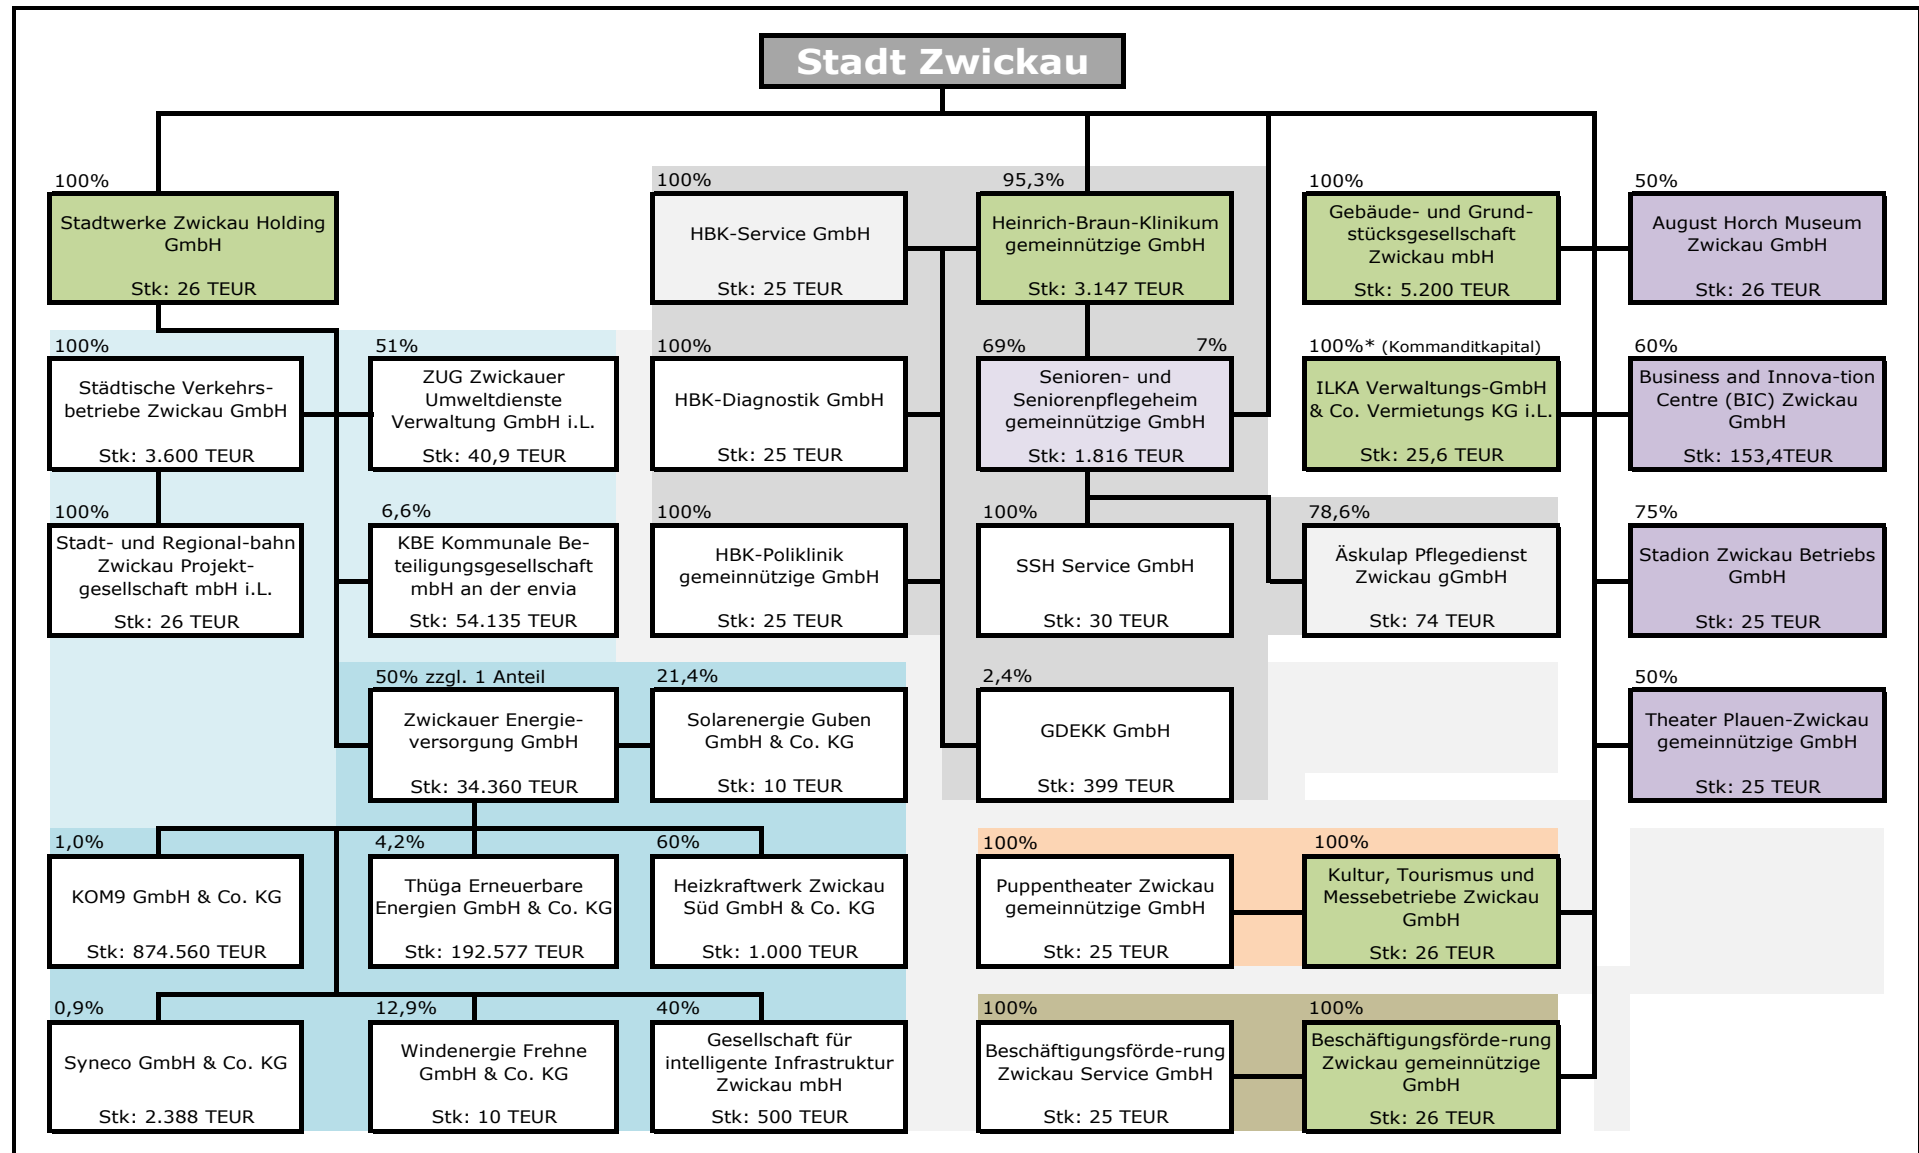 Stadt Zwickau
100%
Stadtwerke Zwickau Holding
GmbH
Stk: 26 TEUR
100%
HBK-Service GmbH
Stk: 25 TEUR
95,3%
Heinrich-Braun-Klinikum
gemeinnützige GmbH
Stk: 3.147 TEUR
100%
Gebäude- und Grund-
stücksgesellschaft
Zwickau mbH
Stk: 5.200 TEUR
50%
August Horch Museum
Zwickau GmbH
Stk: 26 TEUR
100%
Städtische Verkehrs-
betriebe Zwickau GmbH
Stk: 3.600 TEUR
51%
ZUG Zwickauer
Umweltdienste
Verwaltung GmbH i.L.
Stk: 40,9 TEUR
100%
HBK-Diagnostik GmbH
Stk: 25 TEUR
69% 7%
Senioren- und
Seniorenpflegeheim
gemeinnützige GmbH
Stk: 1.816 TEUR
100%* (Kommanditkapital)
ILKA Verwaltungs-GmbH
& Co. Vermietungs KG i.L.
Stk: 25,6 TEUR
60%
Business and Innova-tion
Centre (BIC) Zwickau
GmbH
Stk: 153,4TEUR
100%
Stadt- und Regional-bahn
Zwickau Projekt-
gesellschaft mbH i.L.
Stk: 26 TEUR
6,6%
KBE Kommunale Be-
teiligungsgesellschaft
mbH an der envia
Stk: 54.135 TEUR
100%
HBK-Poliklinik
gemeinnützige GmbH
Stk: 25 TEUR
100%
SSH Service GmbH
Stk: 30 TEUR
78,6%
Äskulap Pflegedienst
Zwickau gGmbH
Stk: 74 TEUR
75%
Stadion Zwickau Betriebs
GmbH
Stk: 25 TEUR
50% zzgl. 1 Anteil
Zwickauer Energie-
versorgung GmbH
Stk: 34.360 TEUR
21,4%
Solarenergie Guben
GmbH & Co. KG
Stk: 10 TEUR
2,4%
GDEKK GmbH
Stk: 399 TEUR
50%
Theater Plauen-Zwickau
gemeinnützige GmbH
Stk: 25 TEUR
1,0%
KOM9 GmbH & Co. KG
Stk: 874.560 TEUR
4,2%
Thüga Erneuerbare
Energien GmbH & Co. KG
Stk: 192.577 TEUR
60%
Heizkraftwerk Zwickau
Süd GmbH & Co. KG
Stk: 1.000 TEUR
100%
Puppentheater Zwickau
gemeinnützige GmbH
Stk: 25 TEUR
100%
Kultur, Tourismus und
Messebetriebe Zwickau
GmbH
Stk: 26 TEUR
0,9%
Syneco GmbH & Co. KG
Stk: 2.388 TEUR
12,9%
Windenergie Frehne
GmbH & Co. KG
Stk: 10 TEUR
40%
Gesellschaft für
intelligente Infrastruktur
Zwickau mbH
Stk: 500 TEUR
100%
Beschäftigungsförde-rung
Zwickau Service GmbH
Stk: 25 TEUR
100%
Beschäftigungsförde-rung
Zwickau gemeinnützige
GmbH
Stk: 26 TEUR